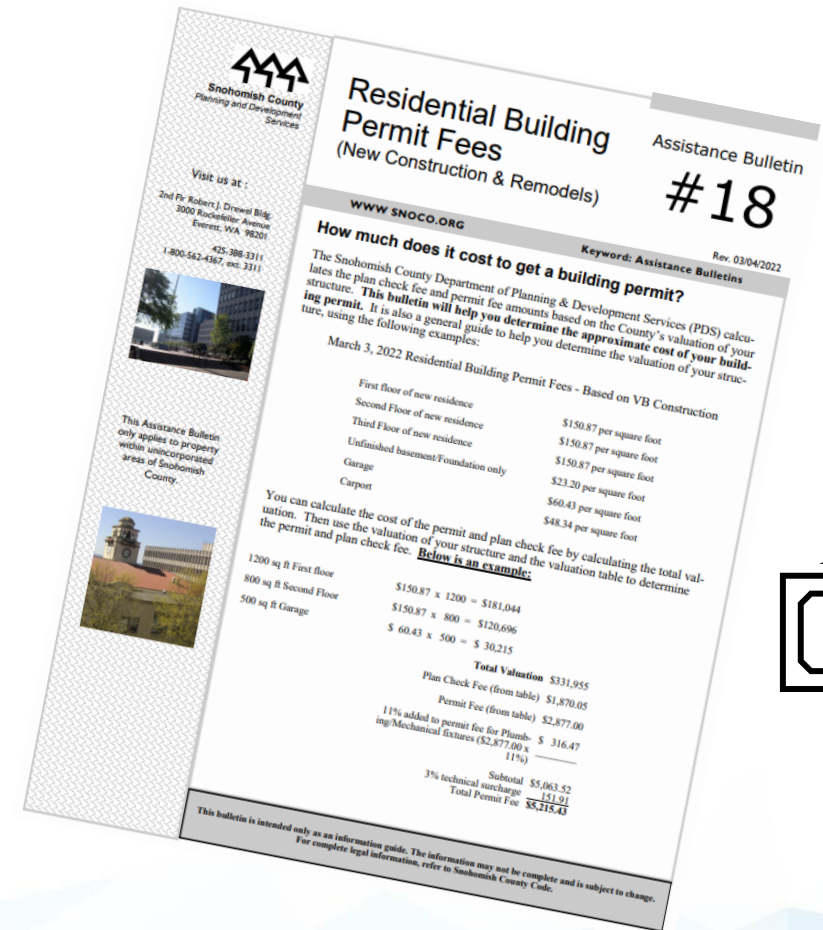 Snohomish County
Planning and Development
Services
Visit us at :
2nd Flr Robert J. Drewel Bldg.
3000 Rockefeller Avenue
Everett, WA 98201
425-388-3311
1-800-562-4367, ext. 3311
This Assistance Bulletin
only applies to property
within unincorporated
areas of Snohomish
County.
Residential Building
Permit Fees
(New Construction & Remodels)
Assistance Bulletin
#18
Rev. 03/04/2022
WWW SNOCO.ORG
Keyword: Assistance Bulletins
How much does it cost to get a building permit?
The Snohomish County Department of Planning & Development Services (PDS) calcu-
lates the plan check fee and permit fee amounts based on the County's valuation of your
structure. This bulletin will help you determine the approximate cost of your build-
ing permit. It is also a general guide to help you determine the valuation of your struc-
ture, using the following examples:
March 3, 2022 Residential Building Permit Fees - Based on VB Construction
First floor of new residence $150.87 per square foot
Second Floor of new residence $150.87 per square foot
Third Floor of new residence $150.87 per square foot
Unfinished basement/Foundation only $23.20 per square foot
Garage $60.43 per square foot
Carport $48.34 per square foot
You can calculate the cost of the permit and plan check fee by calculating the total val-
uation. Then use the valuation of your structure and the valuation table to determine
the permit and plan check fee. Below is an example:
1200 sq ft First floor $150.87 x 1200 = $181,044
800 sq ft Second Floor $150.87 x 800 = $120,696
500 sq ft Garage $ 60.43 x 500 = $ 30,215
Total Valuation $331,955
Plan Check Fee (from table) $1,870.05
Permit Fee (from table) $2,877.00
11% added to permit fee for Plumb-
ing/Mechanical fixtures ($2,877.00 x $ 316.47
11%)
Subtotal $5,063.52
3% technical surcharge 151.91
Total Permit Fee $5,215.43
This bulletin is intended only as an information guide. The information may not be complete and is subject to change.
For complete legal information, refer to Snohomish County Code.